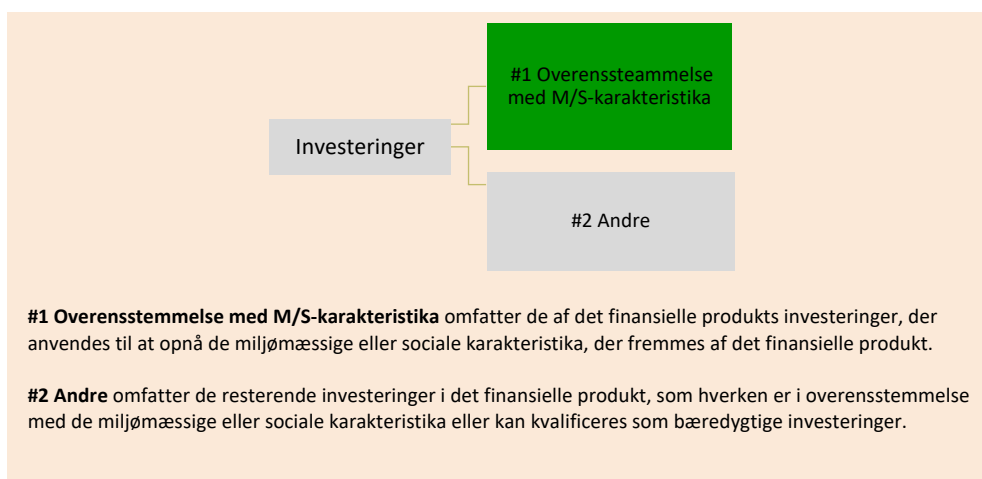 #1 Overenssteammelse
med M/S-karakteristika
Investeringer
#2 Andre
#1 Overensstemmelse med M/S-karakteristika omfatter de af det finansielle produkts investeringer, der
anvendes til at opnå de miljømæssige eller sociale karakteristika, der fremmes af det finansielle produkt.
#2 Andre omfatter de resterende investeringer i det finansielle produkt, som hverken er i overensstemmelse
med de miljømæssige eller sociale karakteristika eller kan kvalificeres som bæredygtige investeringer.